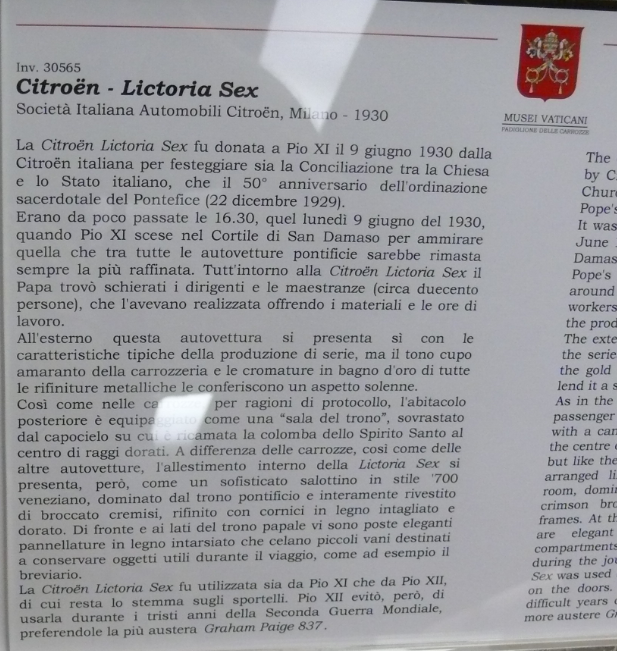 Inv. 30565
Citroën - Lictoria Sex
Società Italiana Automobili Citroën, Milano - 1930
La Citroën Lictoria Sex fu donata a Pio XI il 9 giugno 1930 dalla
Citroën italiana per festeggiare sia la Conciliazione tra la Chiesa
e lo Stato italiano, che il 50° anniversario dell'ordinazione
sacerdotale del Pontefice (22 dicembre 1929).
Erano da poco passate le 16.30, quel lunedì 9 giugno del 1930,
quando Pio XI scese nel Cortile di San Damaso per ammirare
quella che tra tutte le autovetture pontificie sarebbe rimasta
sempre la più raffinata. Tutt'intorno alla Citroën Lictoria Sex il
Papa trovò schierati i dirigenti e le maestranze (circa duecento
persone), che l'avevano realizzata offrendo i materiali e le ore di
lavoro.
All'esterno questa autovettura si presenta sì con le
caratteristiche tipiche della produzione di serie, ma il tono cupo
amaranto della carrozzeria e le cromature in bagno d'oro di tutte
le rifiniture metalliche le conferiscono un aspetto solenne.
Così come nelle per ragioni di protocollo, l'abitacolo
posteriore è equipaggiato come una "sala del trono", sovrastato
dal capocielo su cui è ricamata la colomba dello Spirito Santo al
centro di raggi dorati. A differenza delle carrozze, così come delle
altre autovetture, l'allestimento interno della Lictoria Sex si
presenta, però, come un sofisticato salottino in stile '700
veneziano, dominato dal trono pontificio e interamente rivestito
di broccato cremisi, rifinito con cornici in legno intagliato e
dorato. Di fronte e ai lati del trono papale vi sono poste eleganti
pannellature in legno intarsiato che celano piccoli vani destinati
a conservare oggetti utili durante il viaggio, come ad esempio il
breviario.
La Citroën Lictoria Sex fu utilizzata sia da Pio XI che da Pio XII,
di cui resta lo stemma sugli sportelli. Pio XII evitò, però, di
usarla durante i tristi anni della Seconda Guerra Mondiale,
preferendole la più austera Graham Paige 837.
MUSEI VATICANI
PADIGLIONE DELLE CARROZZE
The
by C
Churc
Pope's
It was
June
Damas
Pope's
around
workers
the prod
The exte
the serie
the gold
lend it a s
As in the
passenger
with a can
the centre
but like the
arranged li
room, domi
crimson bro
frames. At th
are elegant
compartments
during the jou
Sex was used
on the doors.
difficult years
more austere G